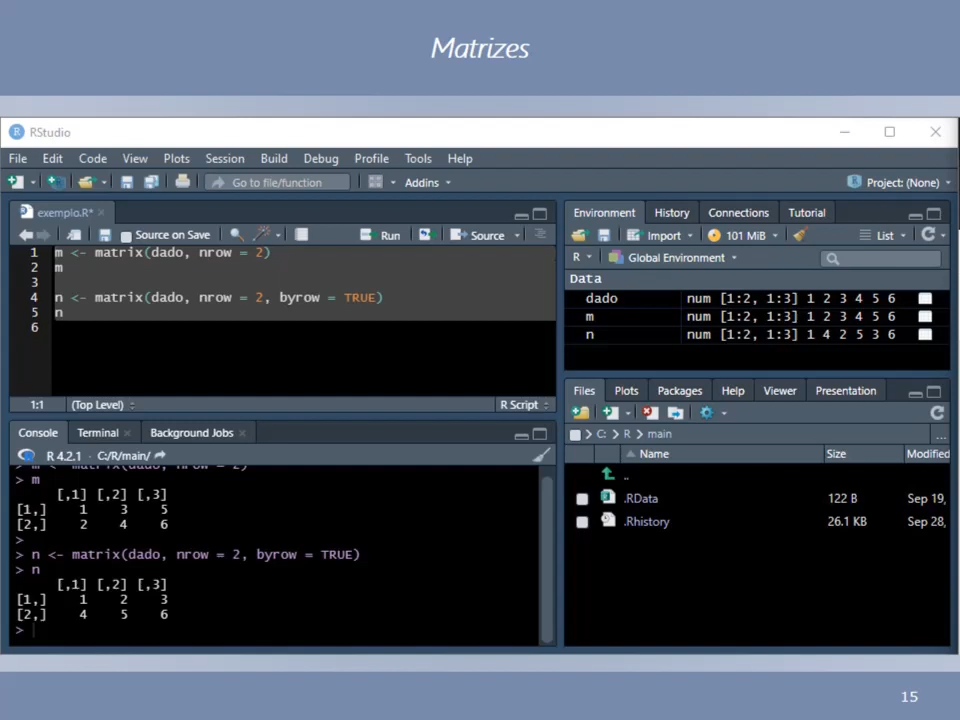 Matrizes
RStudio
File Edit Code View Plots Session Build Debug Profile Tools Help
Go to file/function Addins Project: (None)
exemplo.R*
Source on Save Run Source
1 m <- matrix(dado, nrow = 2)
2 m
3
4 n <- matrix(dado, nrow = 2, byrow = TRUE)
5 n
6
1:1 (Top Level) R Script
Console Terminal Background Jobs
R 4.2.1 · C:/R/main/
> m <- matrix(dado, nrow = 2)
> m
[,1] [,2] [,3]
[1,] 1 3 5
[2,] 2 4 6
>
> n <- matrix(dado, nrow = 2, byrow = TRUE)
> n
[,1] [,2] [,3]
[1,] 1 2 3
[2,] 4 5 6
>
Environment History Connections Tutorial
Import 101 MiB List
R Global Environment
Data
dado num [1:2, 1:3] 1 2 3 4 5 6
m num [1:2, 1:3] 1 2 3 4 5 6
n num [1:2, 1:3] 1 4 2 5 3 6
Files Plots Packages Help Viewer Presentation
C: R main ...
Name Size Modified
..
.RData 122 B Sep 19,
.Rhistory 26.1 KB Sep 28,
15